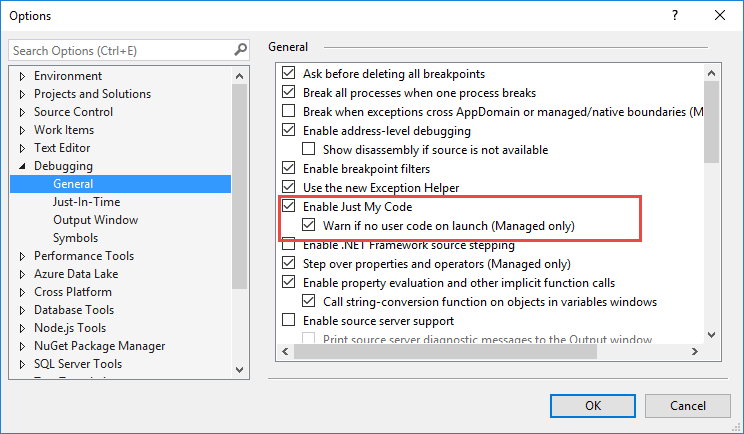 Options
?
Search Options (Ctrl+E)
Environment
Projects and Solutions
Source Control
Work Items
Text Editor
Debugging
General
Just-In-Time
Output Window
Symbols
Performance Tools
Azure Data Lake
Cross Platform
Database Tools
Node.js Tools
NuGet Package Manager
SQL Server Tools
General
Ask before deleting all breakpoints
Break all processes when one process breaks
Break when exceptions cross AppDomain or managed/native boundaries (M
Enable address-level debugging
Show disassembly if source is not available
Enable breakpoint filters
Use the new Exception Helper
Enable Just My Code
Warn if no user code on launch (Managed only)
Enable .NET Framework source stepping
Step over properties and operators (Managed only)
Enable property evaluation and other implicit function calls
Call string-conversion function on objects in variables windows
Enable source server support
Print source server diagnostic messages to the Output window
OK
Cancel